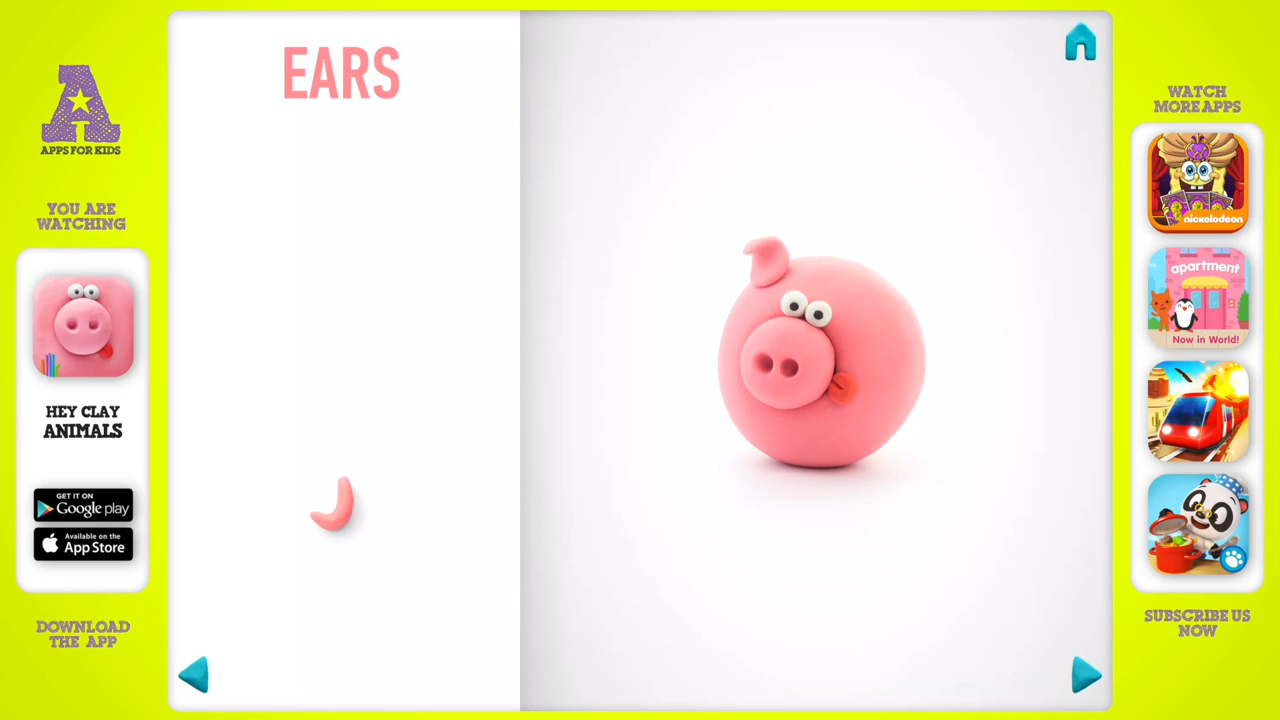 EARS
APPS FOR KIDS
YOU ARE
WATCHING
HEY CLAY
ANIMALS
GET IT ON
Google play
Available on the
App Store
DOWNLOAD
THE APP
WATCH
MORE APPS
nickelodeon
apartment
Now in World!
SUBSCRIBE US
NOW